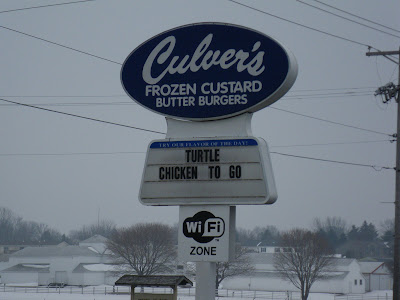 Culver's
FROZEN CUSTARD
BUTTER BURGERS
TRY OUR FLAVOR OF THE DAY!
TURTLE
CHICKEN TO GO
Wi Fi
ZONE